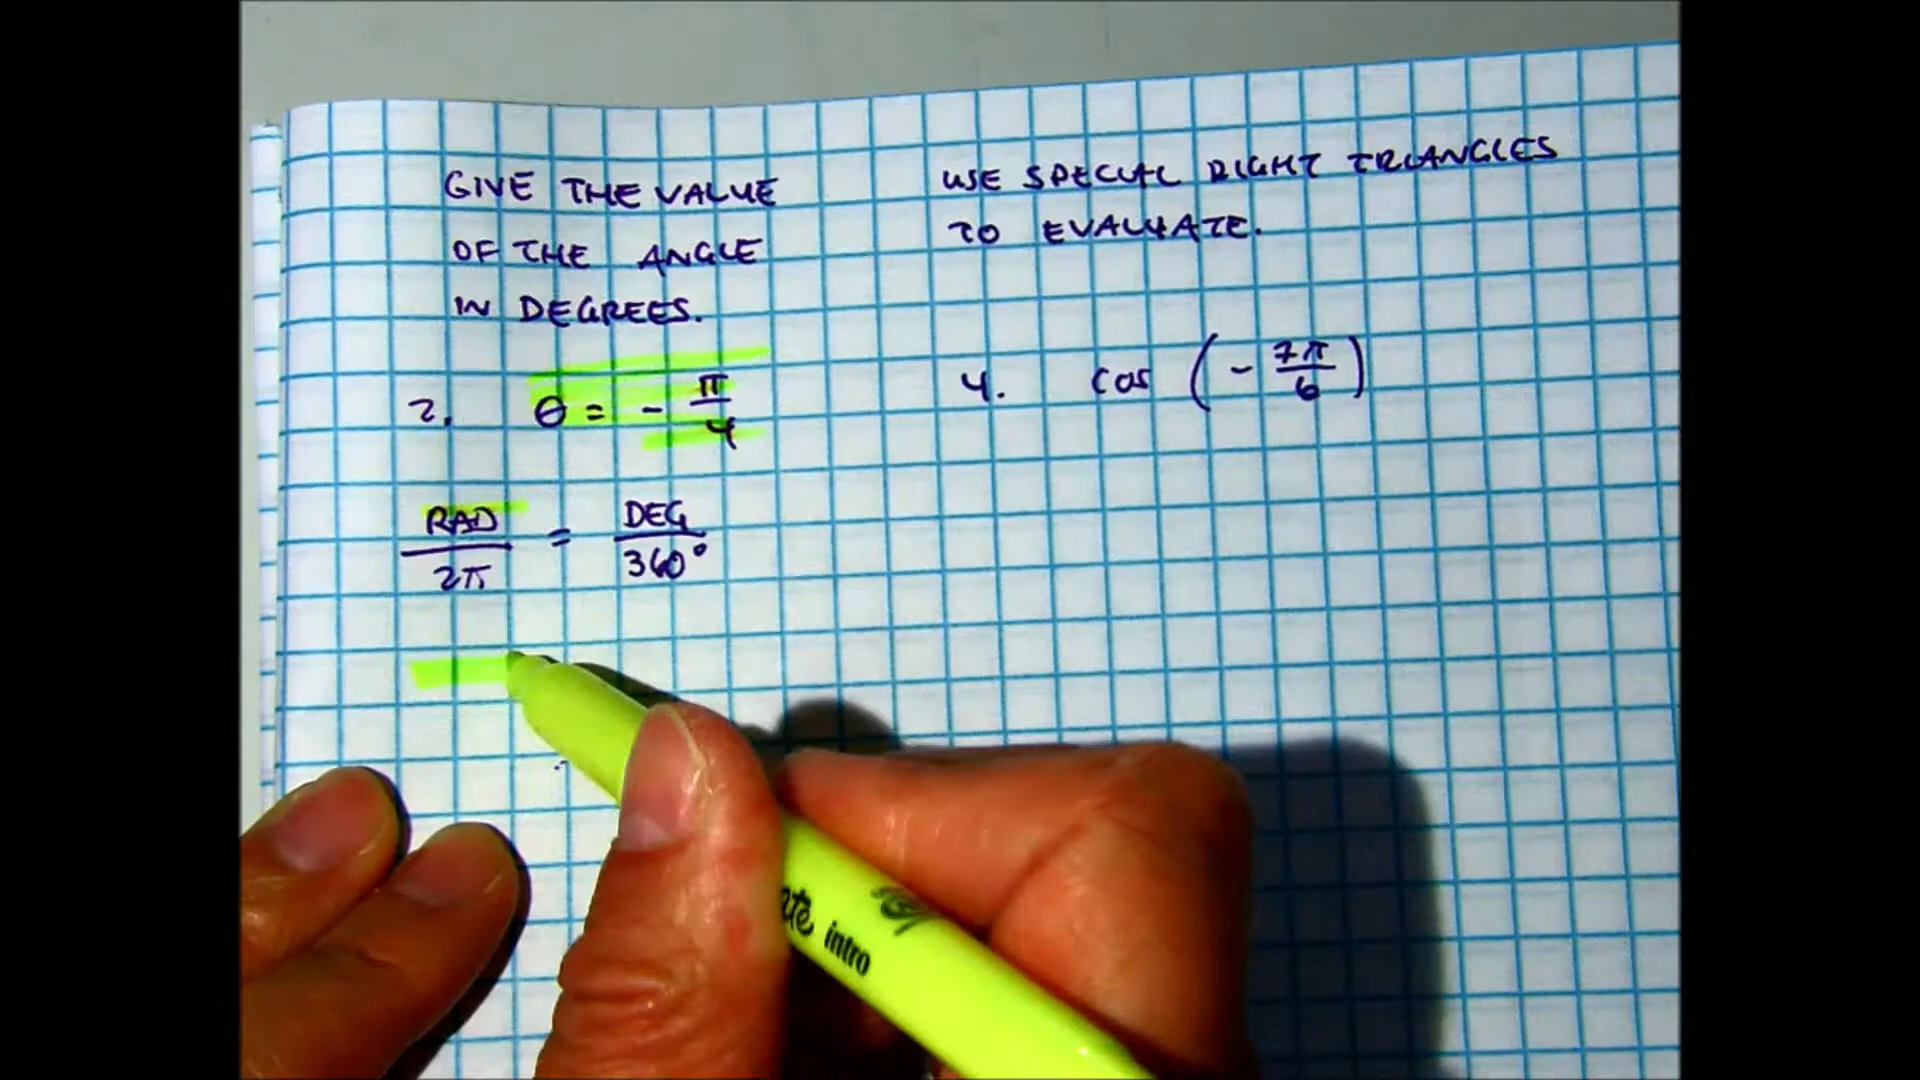 GIVE THE VALUE
OF THE ANGLE
IN DEGREES.
2. θ = - π/4
RAD/2π = DEG/360°
USE SPECIAL RIGHT TRIANGLES
TO EVALUATE.
4. cos (- 7π/6)
intro